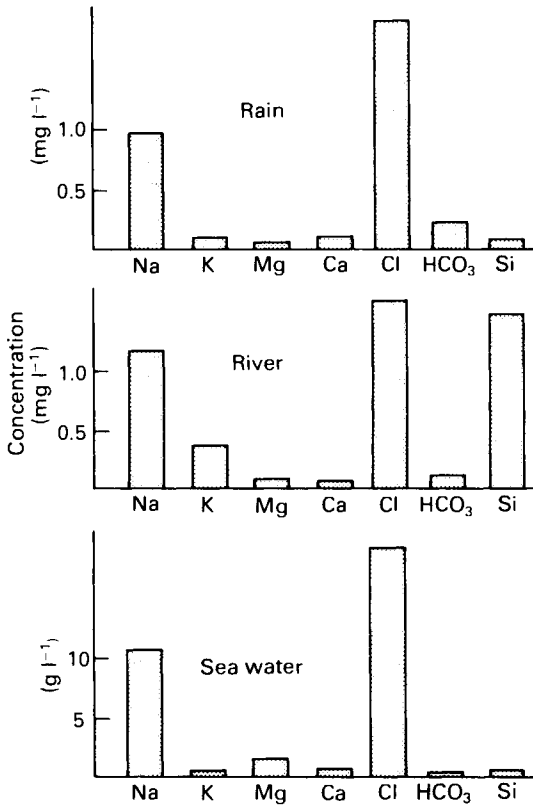 Rain
(mg l⁻¹)
1.0
0.5
Na K Mg Ca Cl HCO₃ Si
River
Concentration
(mg l⁻¹)
1.0
0.5
Na K Mg Ca Cl HCO₃ Si
Sea water
(g l⁻¹)
10
5
Na K Mg Ca Cl HCO₃ Si